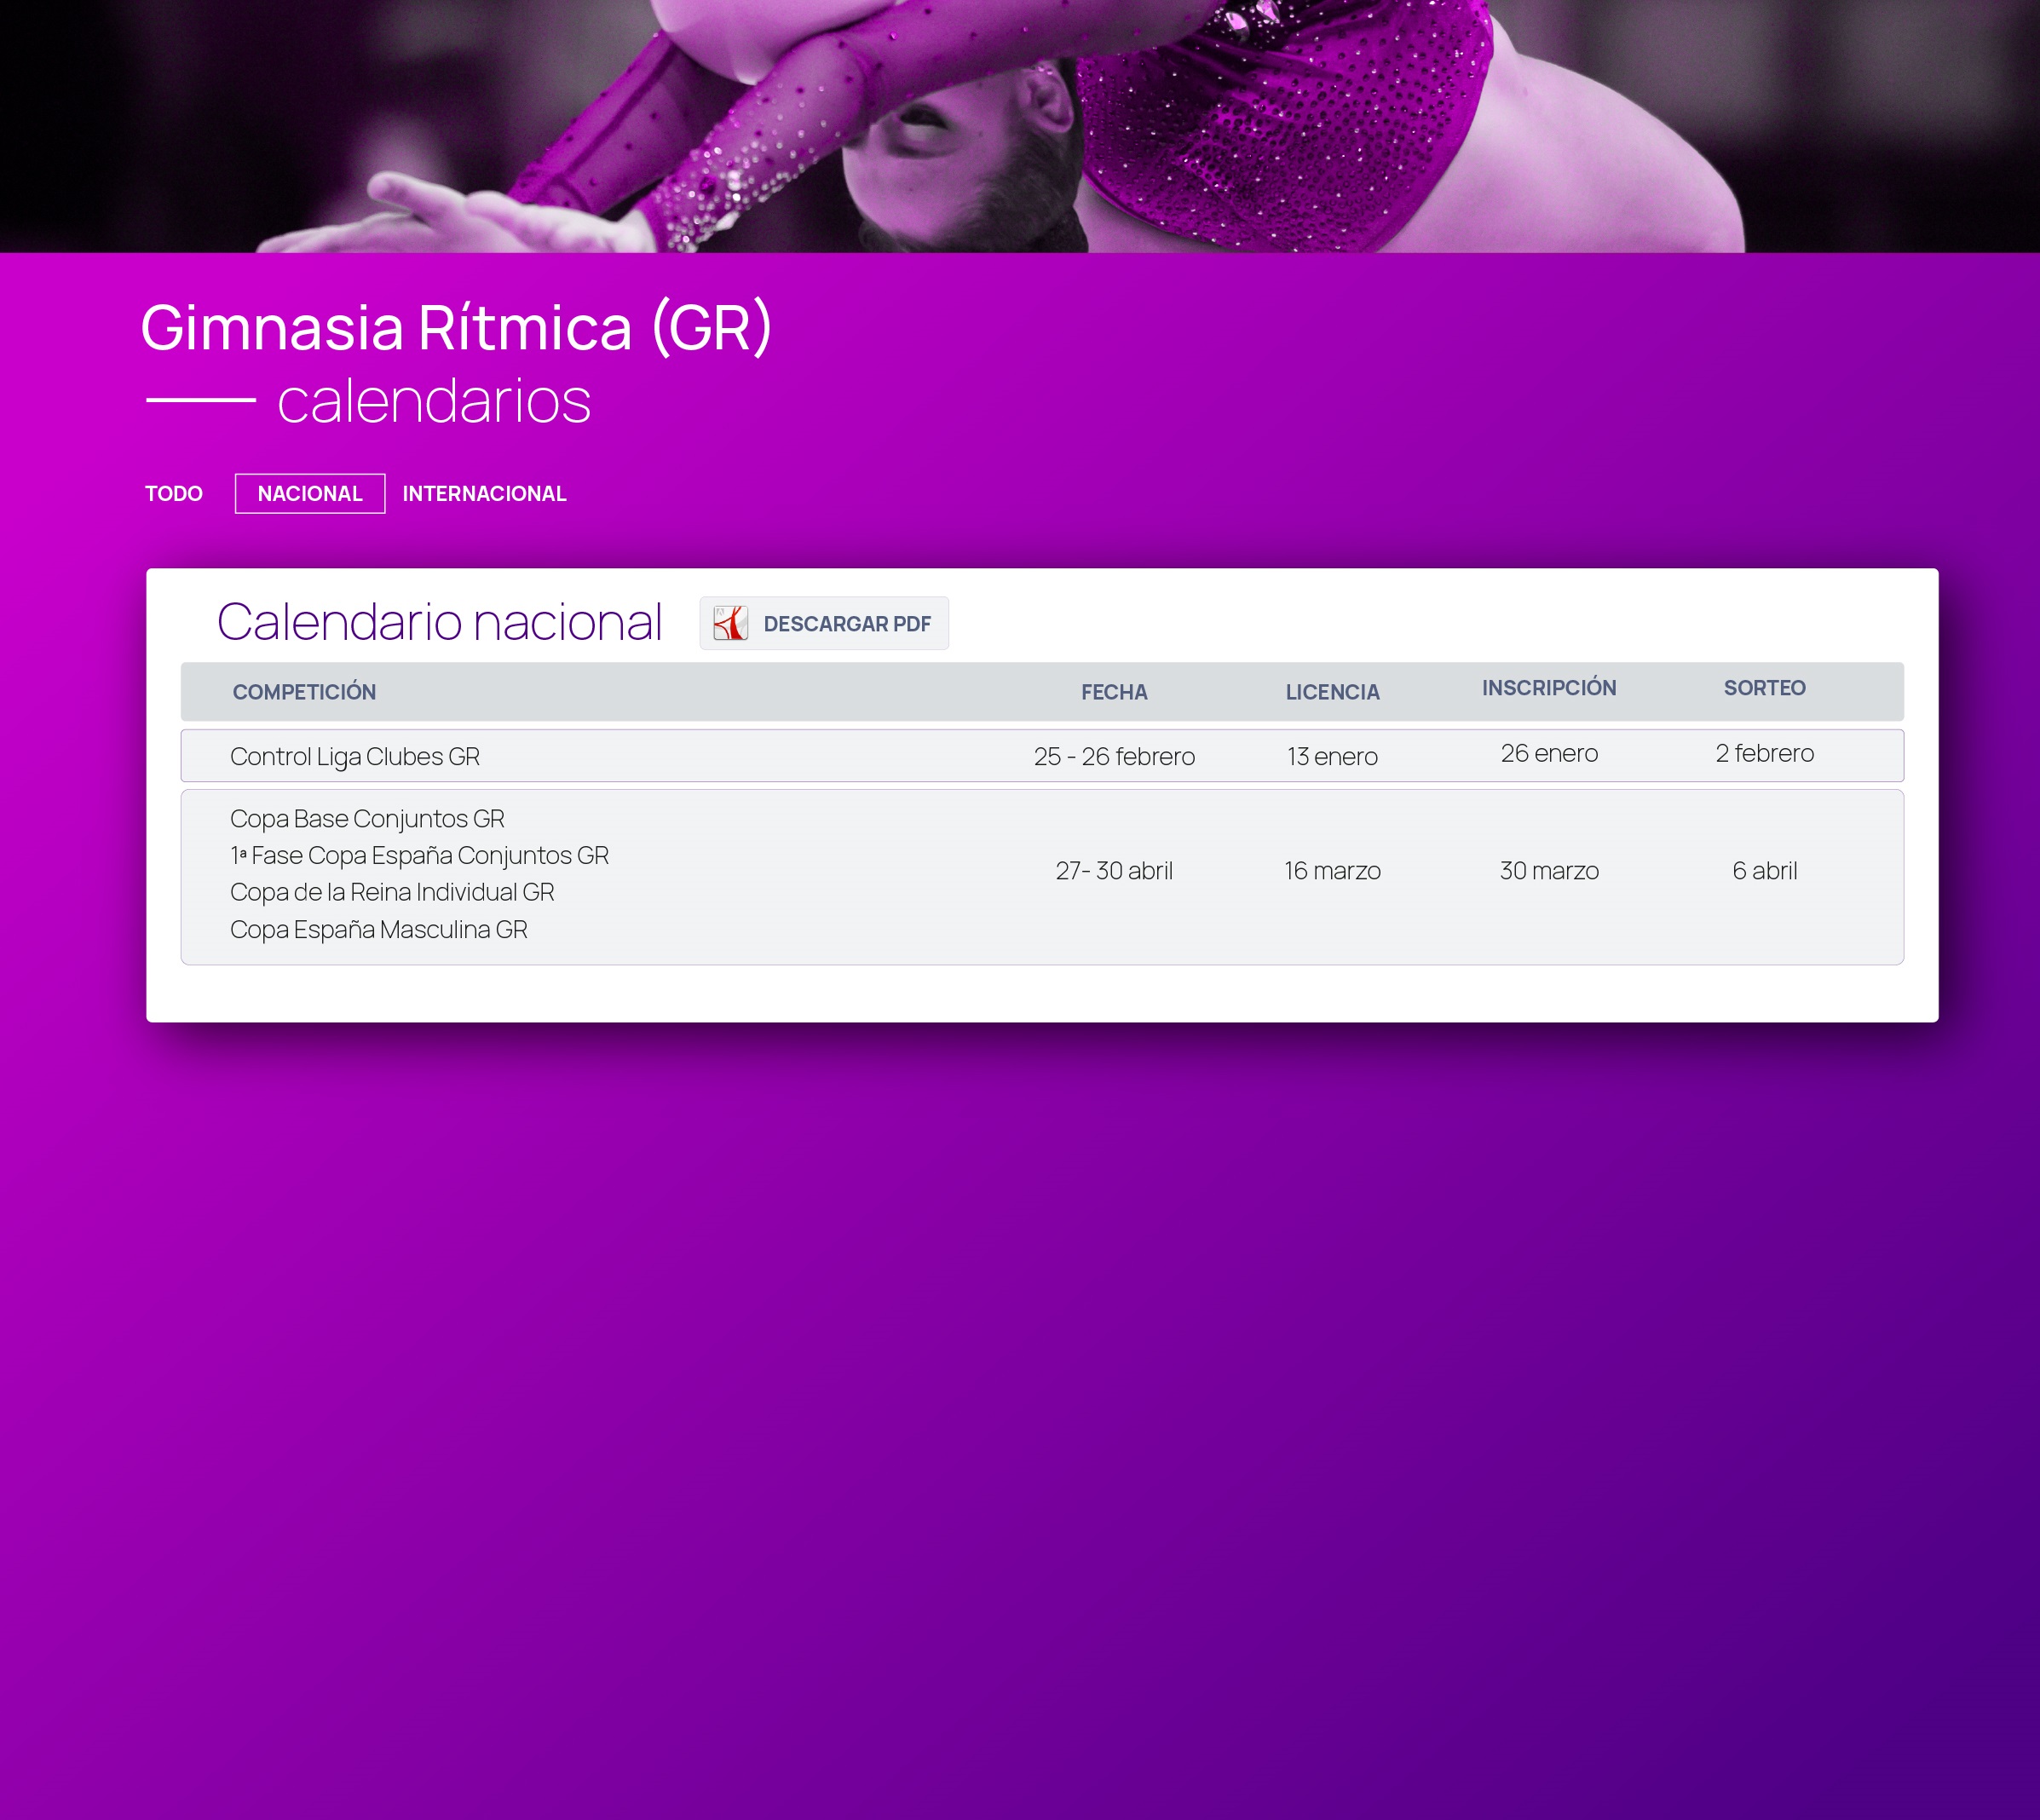 Gimnasia Rítmica (GR)
calendarios
TODO NACIONAL INTERNACIONAL
Calendario nacional DESCARGAR PDF
COMPETICIÓN FECHA LICENCIA INSCRIPCIÓN SORTEO
Control Liga Clubes GR 25 - 26 febrero 13 enero 26 enero 2 febrero
Copa Base Conjuntos GR
1ª Fase Copa España Conjuntos GR
27- 30 abril 16 marzo 30 marzo 6 abril
Copa de la Reina Individual GR
Copa España Masculina GR